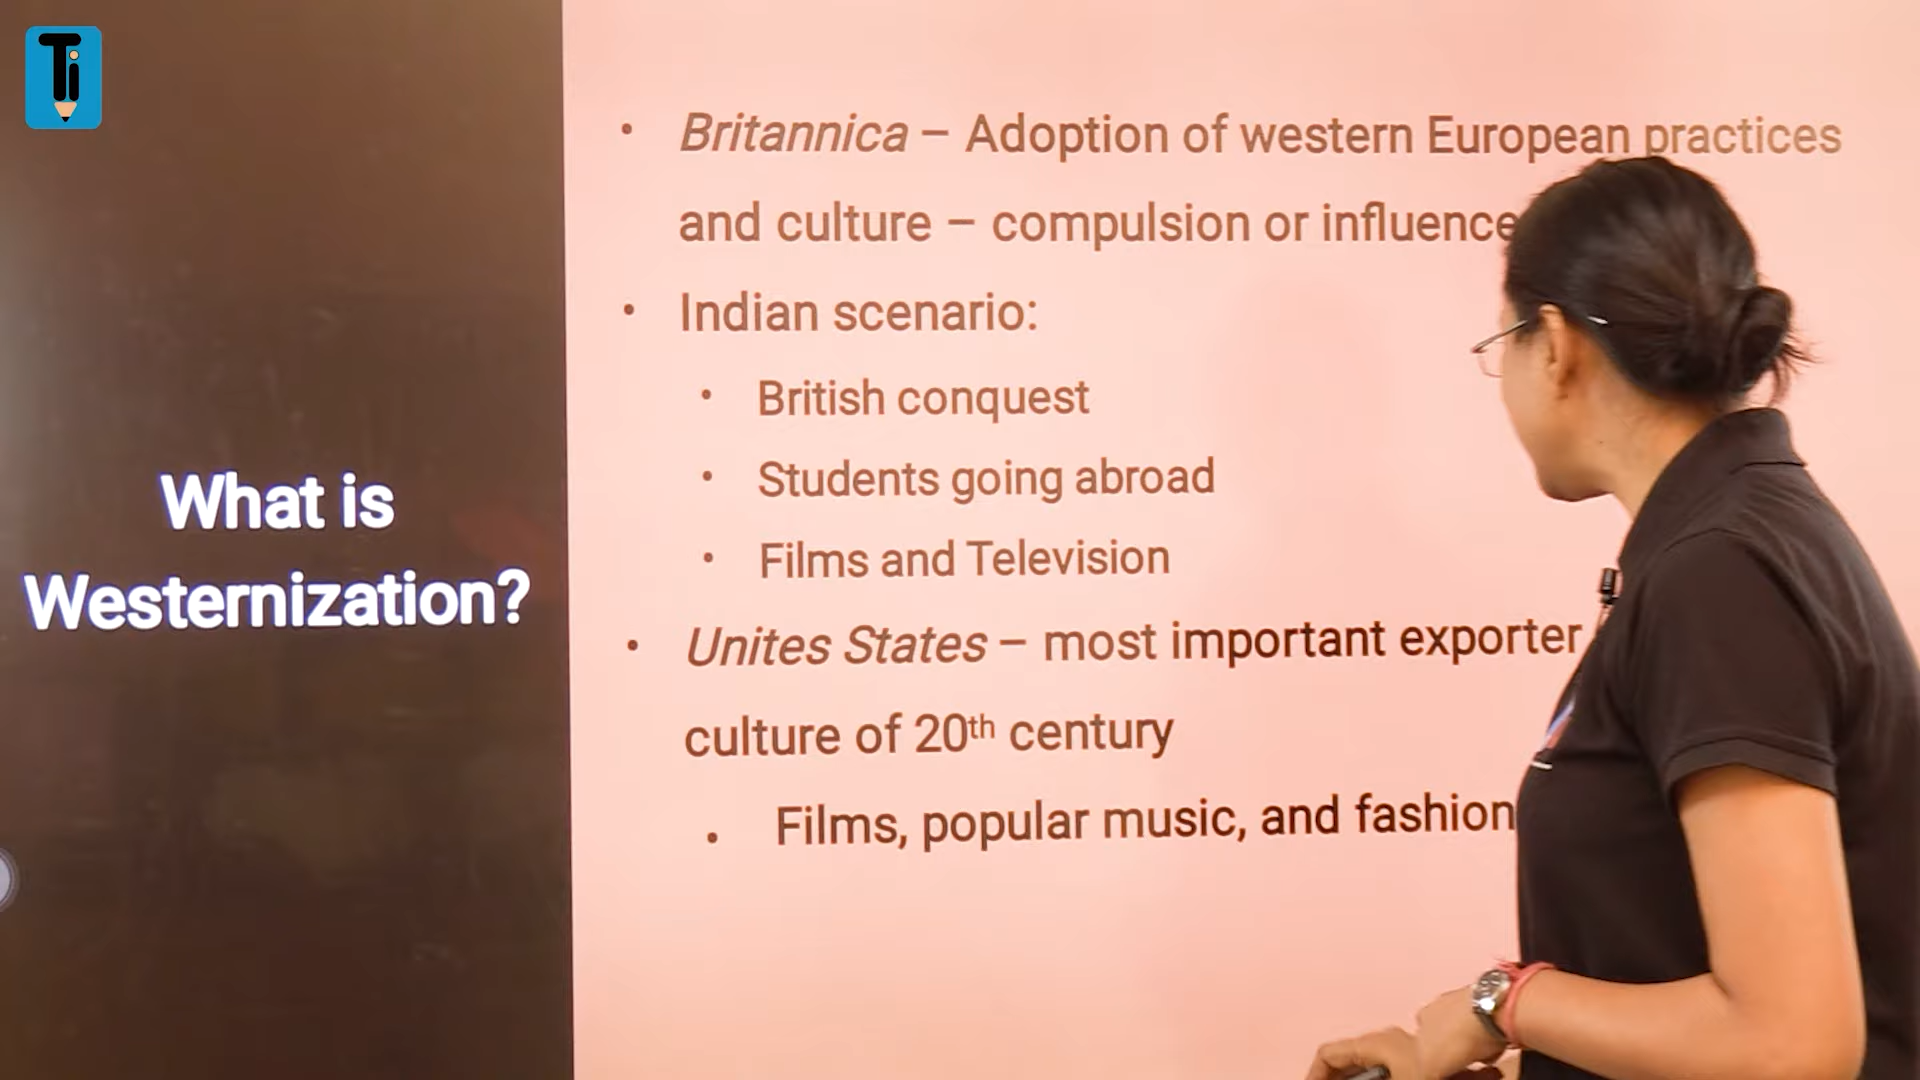 Ti
What is
Westernization?
• Britannica – Adoption of western European practices
and culture – compulsion or influence
• Indian scenario:
• British conquest
• Students going abroad
• Films and Television
• Unites States – most important exporter
culture of 20th century
• Films, popular music, and fashion